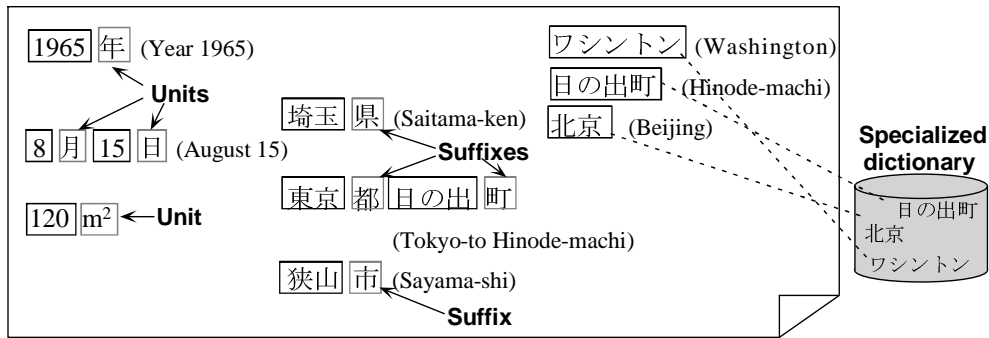 1965 年 (Year 1965)
Units
8 月 15 日 (August 15)
120 m² Unit
埼玉 県 (Saitama-ken)
Suffixes
東京 都 日の出 町
(Tokyo-to Hinode-machi)
狭山 市 (Sayama-shi)
Suffix
ワシントン (Washington)
日の出町 (Hinode-machi)
北京 (Beijing)
Specialized
dictionary
日の出町
北京
ワシントン